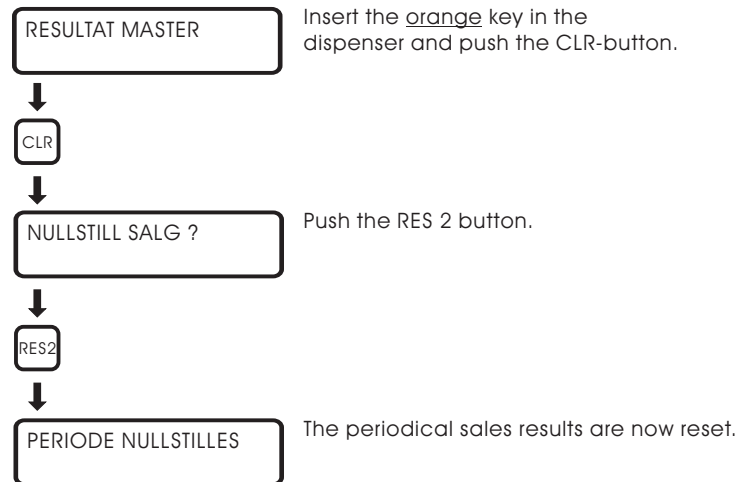 RESULTAT MASTER
Insert the orange key in the
dispenser and push the CLR-button.
CLR
NULLSTILL SALG ?
Push the RES 2 button.
RES2
PERIODE NULLSTILLES
The periodical sales results are now reset.